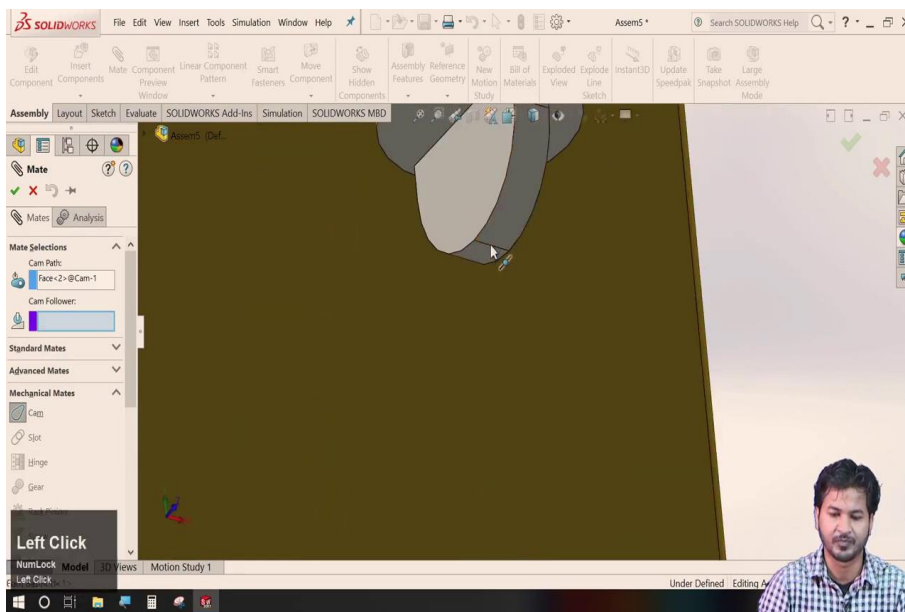 SOLIDWORKS File Edit View Insert Tools Simulation Window Help Assem5 * Search SOLIDWORKS Help
Edit Component
Insert Components
Mate
Component Preview Window
Linear Component Pattern
Smart Fasteners
Move Component
Show Hidden Components
Assembly Features
Reference Geometry
New Motion Study
Bill of Materials
Exploded View
Explode Line Sketch
Instant3D
Update Speedpak
Take Snapshot
Large Assembly Mode
Assembly Layout Sketch Evaluate SOLIDWORKS Add-Ins Simulation SOLIDWORKS MBD
Assem5 (Def...
Mate
Mates Analysis
Mate Selections
Cam Path:
Face<2>@Cam-1
Cam Follower:
Standard Mates
Advanced Mates
Mechanical Mates
Cam
Slot
Hinge
Gear
Left Click
NumLock
Left Click
Model 3D Views Motion Study 1
Under Defined Editing